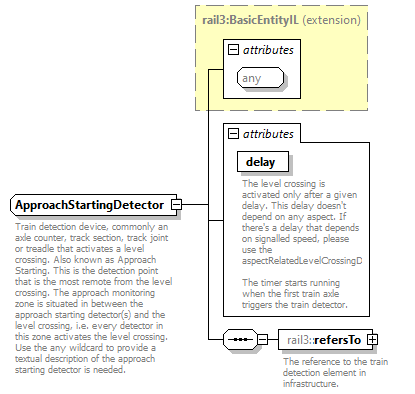 rail3:BasicEntityIL (extension)
attributes
any
attributes
delay
The level crossing is
activated only after a given
delay. This delay doesn't
depend on any aspect. If
there's a delay that depends
on signalled speed, please
use the
aspectRelatedLevelCrossingD
The timer starts running
when the first train axle
triggers the train detector.
ApproachStartingDetector
Train detection device, commonly an
axle counter, track section, track joint
or treadle that activates a level
crossing. Also known as Approach
Starting. This is the detection point
that is the most remote from the level
crossing. The approach monitoring
zone is situated in between the
approach starting detector(s) and the
level crossing, i.e. every detector in
this zone activates the level crossing.
Use the any wildcard to provide a
textual description of the approach
starting detector is needed.
rail3::refersTo
The reference to the train
detection element in
infrastructure.